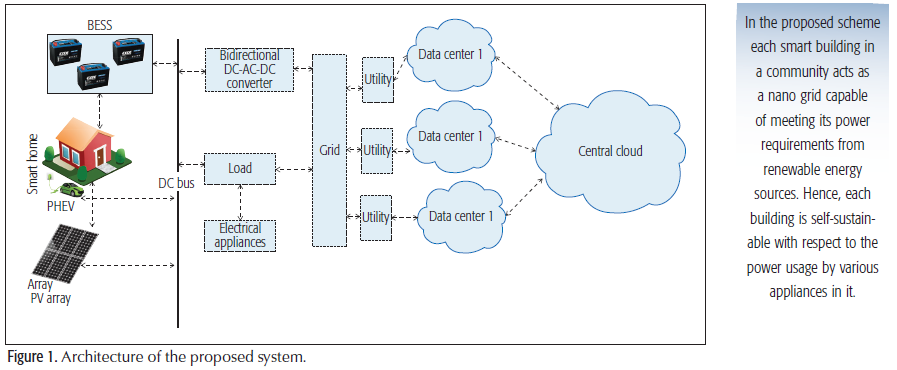 BESS
Smart home
PHEV
Array
PV array
DC bus
Bidirectional
DC-AC-DC
converter
Load
Electrical
appliances
Grid
Utility
Utility
Utility
Data center 1
Data center 1
Data center 1
Central cloud
In the proposed scheme
each smart building in
a community acts as
a nano grid capable
of meeting its power
requirements from
renewable energy
sources. Hence, each
building is self-sustain-
able with respect to the
power usage by various
appliances in it.
Figure 1. Architecture of the proposed system.